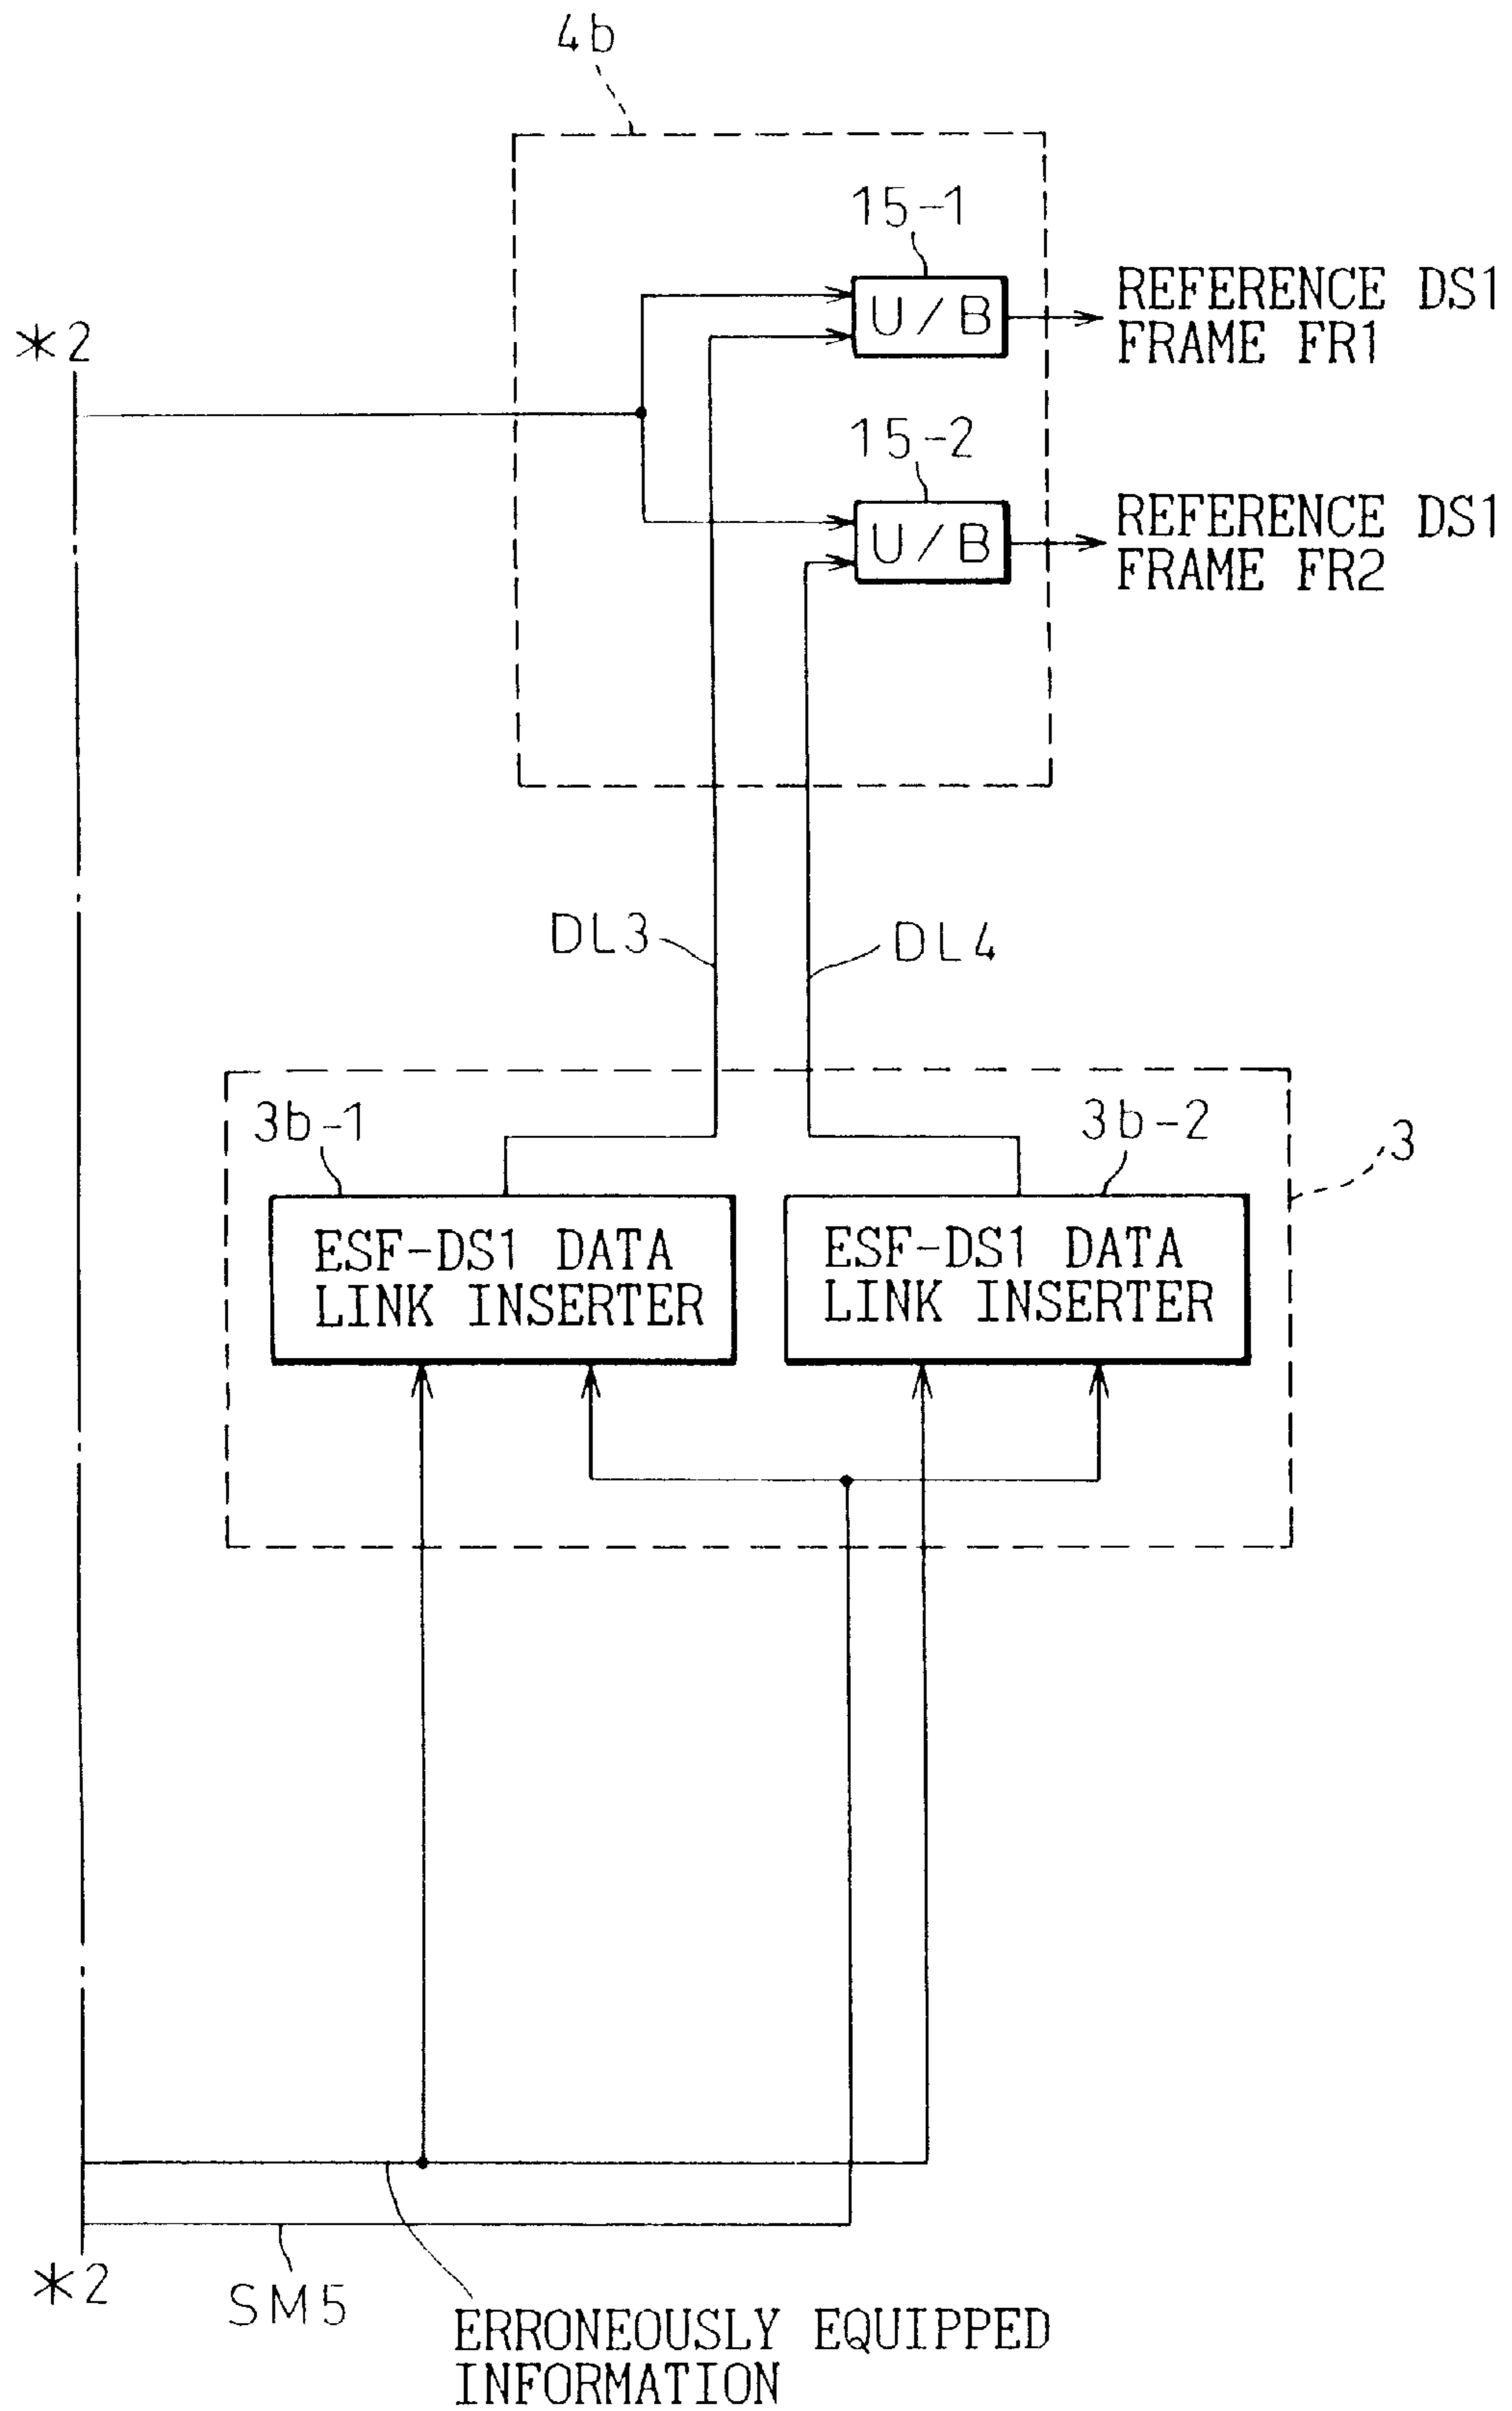 4b
15-1
U/B
REFERENCE DS1
FRAME FR1
*2
15-2
U/B
REFERENCE DS1
FRAME FR2
DL3
DL4
3b-1
3b-2
3
ESF-DS1 DATA
LINK INSERTER
ESF-DS1 DATA
LINK INSERTER
*2
SM5
ERRONEOUSLY EQUIPPED
INFORMATION